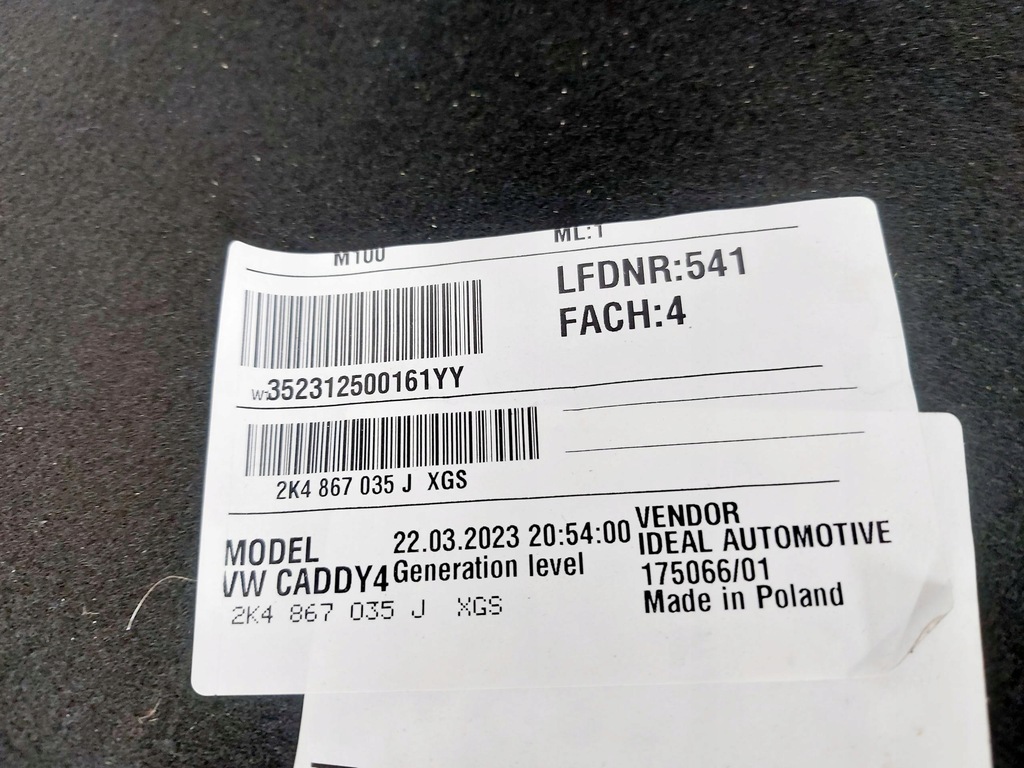 M100 ML:1
LFDNR:541
FACH:4
352312500161YY
2K4 867 035 J XGS
MODEL
VW CADDY4
2K4 867 035 J XGS
22.03.2023 20:54:00
Generation level
VENDOR
IDEAL AUTOMOTIVE
175066/01
Made in Poland